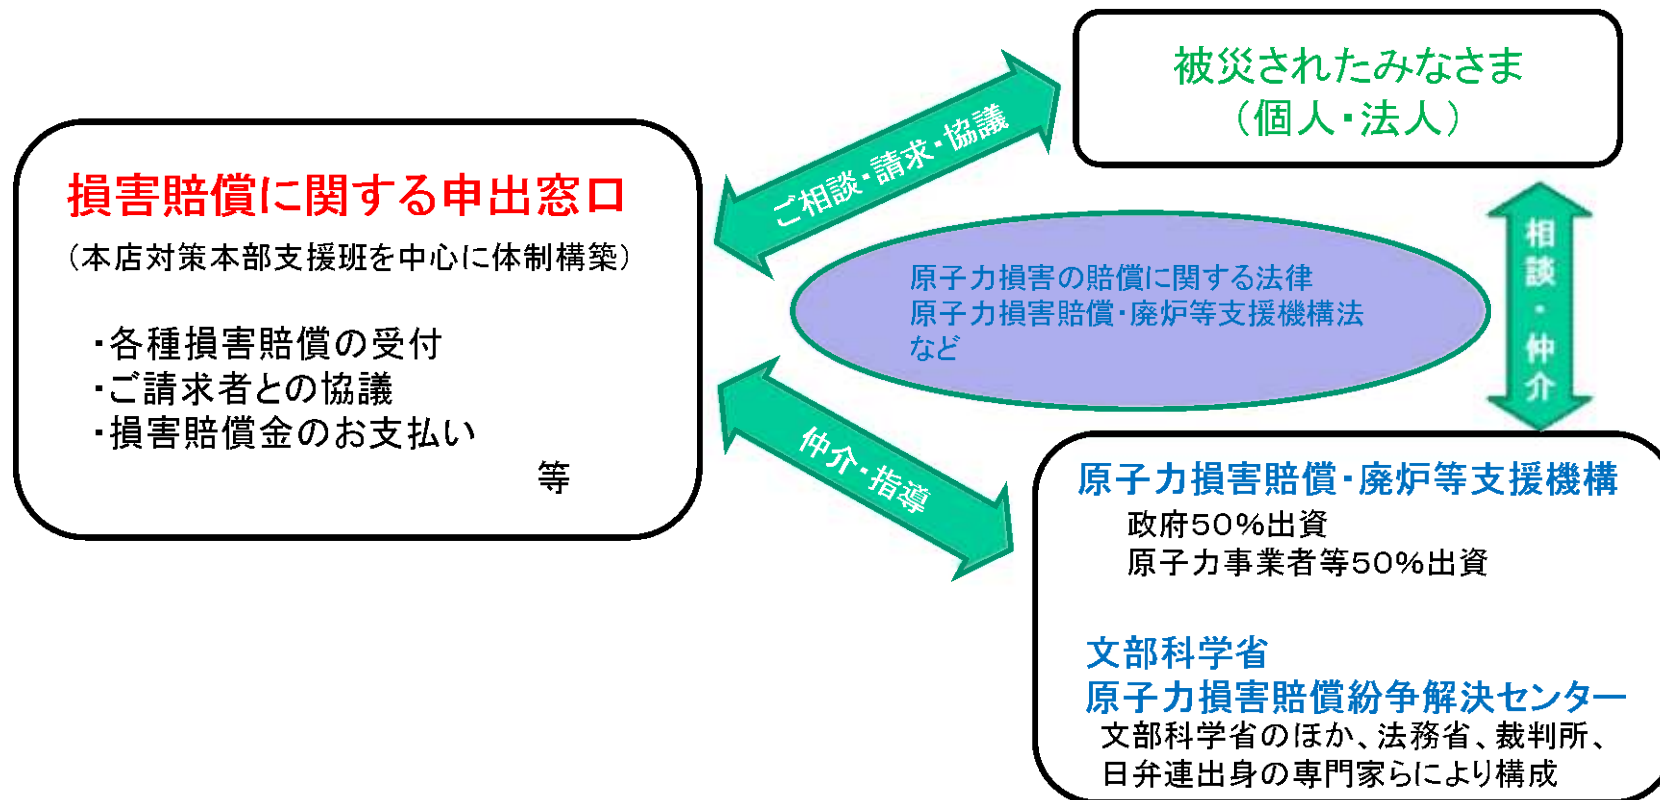 被災されたみなさま
（個人・法人）
損害賠償に関する申出窓口
（本店対策本部支援班を中心に体制構築）
・各種損害賠償の受付
・ご請求者との協議
・損害賠償金のお支払い
等
ご相談・請求・協議
原子力損害の賠償に関する法律
原子力損害賠償・廃炉等支援機構法
など
相談・仲介
仲介・指導
原子力損害賠償・廃炉等支援機構
政府50%出資
原子力事業者等50%出資
文部科学省
原子力損害賠償紛争解決センター
文部科学省のほか、法務省、裁判所、
日弁連出身の専門家らにより構成